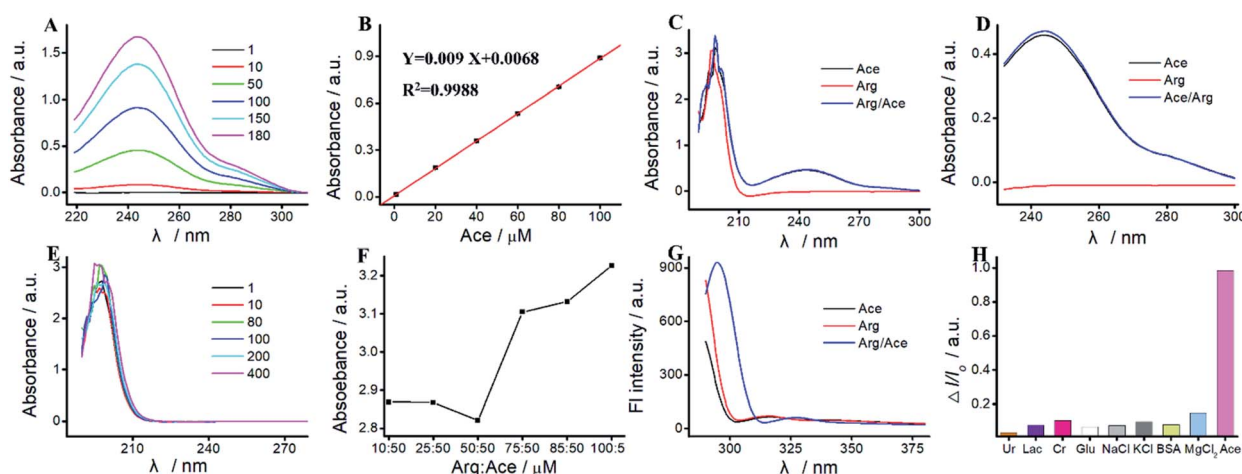 A
Absorbance / a.u.
1.5
1.0
0.5
0.0
1
10
50
100
150
180
220 240 260 280 300
λ / nm
B
Absorbance / a.u.
0.9
0.6
0.3
0.0
Y=0.009 X+0.0068
R²=0.9988
0 20 40 60 80 100
Ace / μM
C
Absorbance / a.u.
3
2
1
0
Ace
Arg
Arg/Ace
210 240 270 300
λ / nm
D
Absorbance / a.u.
0.4
0.2
0.0
Ace
Arg
Ace/Arg
240 260 280 300
λ / nm
E
Absorbance / a.u.
3
2
1
0
1
10
80
100
200
400
210 240 270
λ / nm
F
Absoebance / a.u.
3.2
3.1
3.0
2.9
2.8
10:50 25:50 50:50 75:50 85:50 100:5
Arg:Ace / μM
G
FI intensity / a.u.
900
600
300
0
Ace
Arg
Arg/Ace
300 325 350 375
λ / nm
H
△ I/Iₒ / a.u.
1.0
0.8
0.6
0.4
0.2
0.0
Ur Lac Cr Glu NaCl KCl BSA MgCl₂ Ace